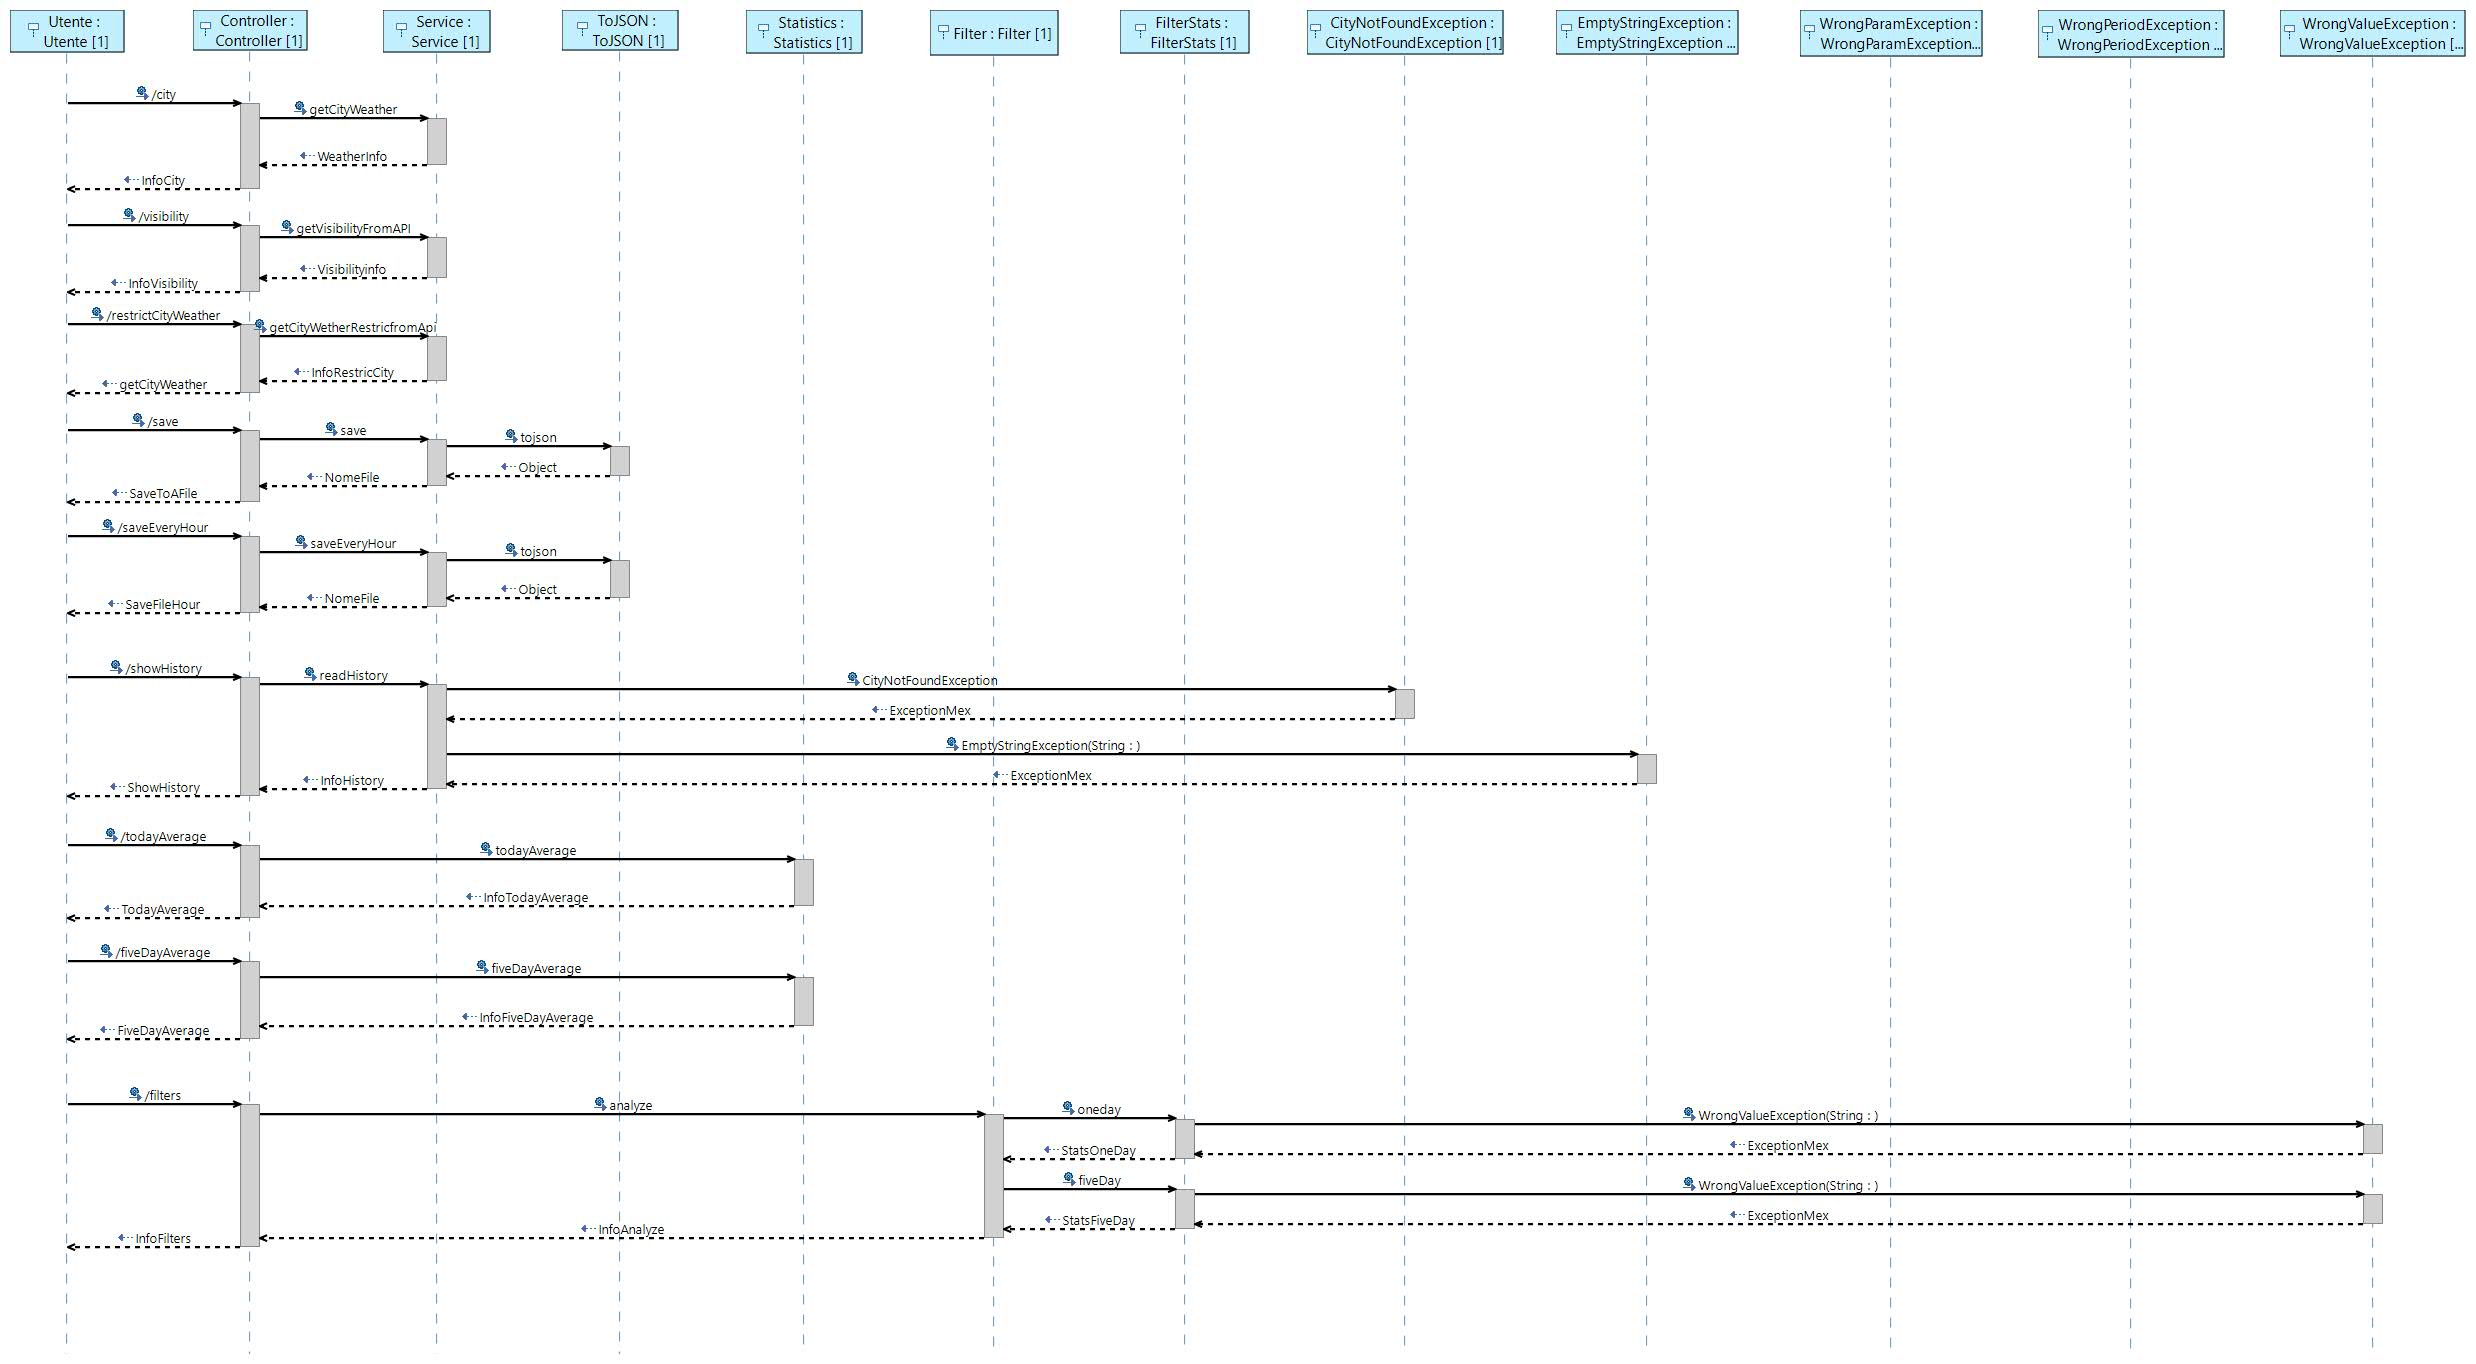 Utente :
Utente [1]
Controller :
Controller [1]
Service :
Service [1]
ToJSON :
ToJSON [1]
Statistics :
Statistics [1]
Filter : Filter [1]
FilterStats :
FilterStats [1]
CityNotFoundException :
CityNotFoundException [1]
EmptyStringException :
EmptyStringException ...
WrongParamException :
WrongParamException...
WrongPeriodException :
WrongPeriodException ...
WrongValueException :
WrongValueException [...
/city
getCityWeather
WeatherInfo
InfoCity
/visibility
getVisibilityFromAPI
Visibilityinfo
InfoVisibility
/restrictCityWeather
getCityWetherRestricfromApi
InfoRestricCity
getCityWeather
/save
save
tojson
Object
NomeFile
SaveToAFile
/saveEveryHour
saveEveryHour
tojson
Object
NomeFile
SaveFileHour
/showHistory
readHistory
CityNotFoundException
ExceptionMex
EmptyStringException(String : )
ExceptionMex
InfoHistory
ShowHistory
/todayAverage
todayAverage
InfoTodayAverage
TodayAverage
/fiveDayAverage
fiveDayAverage
InfoFiveDayAverage
FiveDayAverage
/filters
analyze
oneday
WrongValueException(String : )
ExceptionMex
StatsOneDay
fiveDay
WrongValueException(String : )
ExceptionMex
StatsFiveDay
InfoAnalyze
InfoFilters